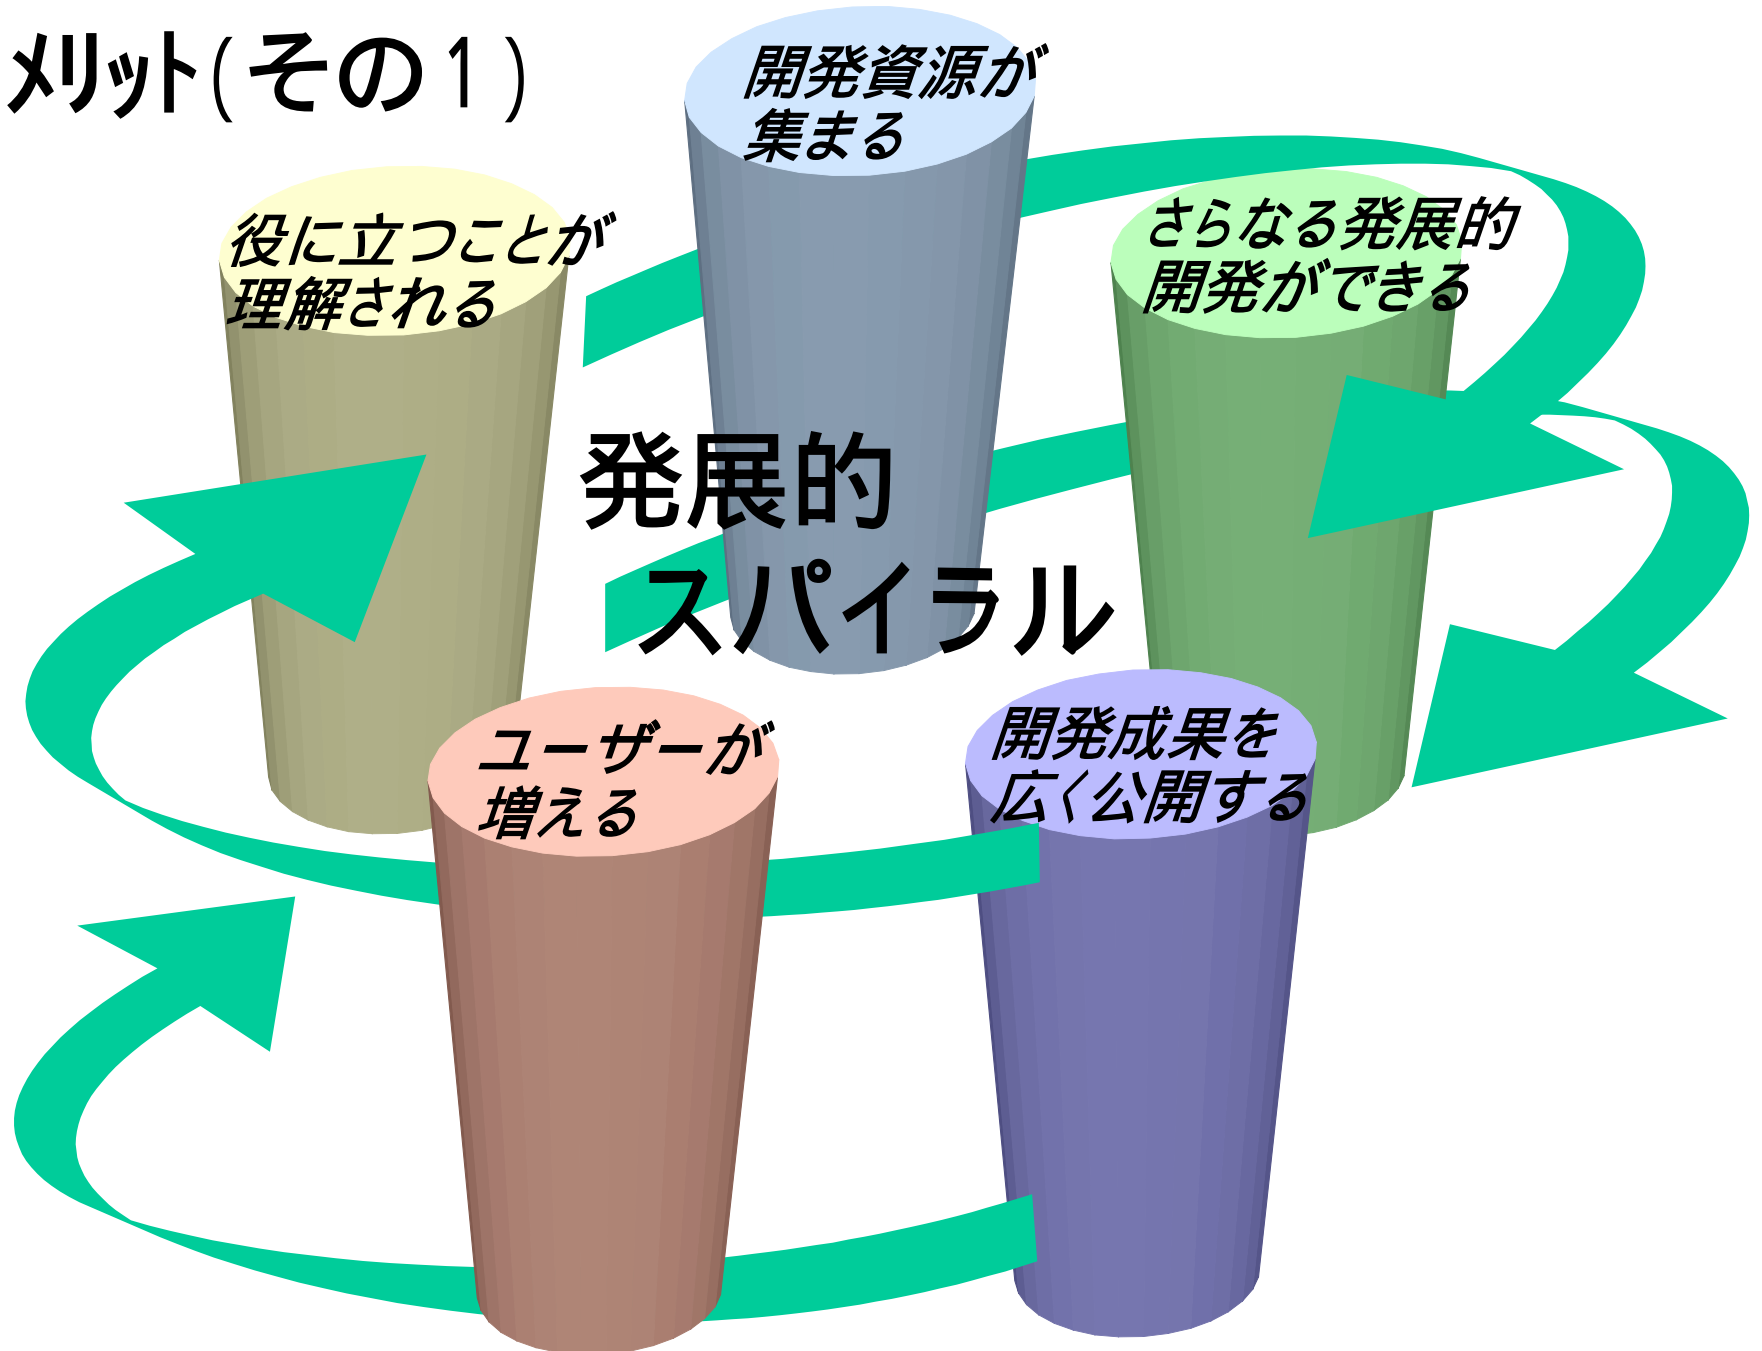 ﾒﾘｯﾄ(その１)
開発資源が
集まる
役に立つことが
理解される
さらなる発展的
開発ができる
発展的
スパイラル
ユーザーが
増える
開発成果を
広く公開する